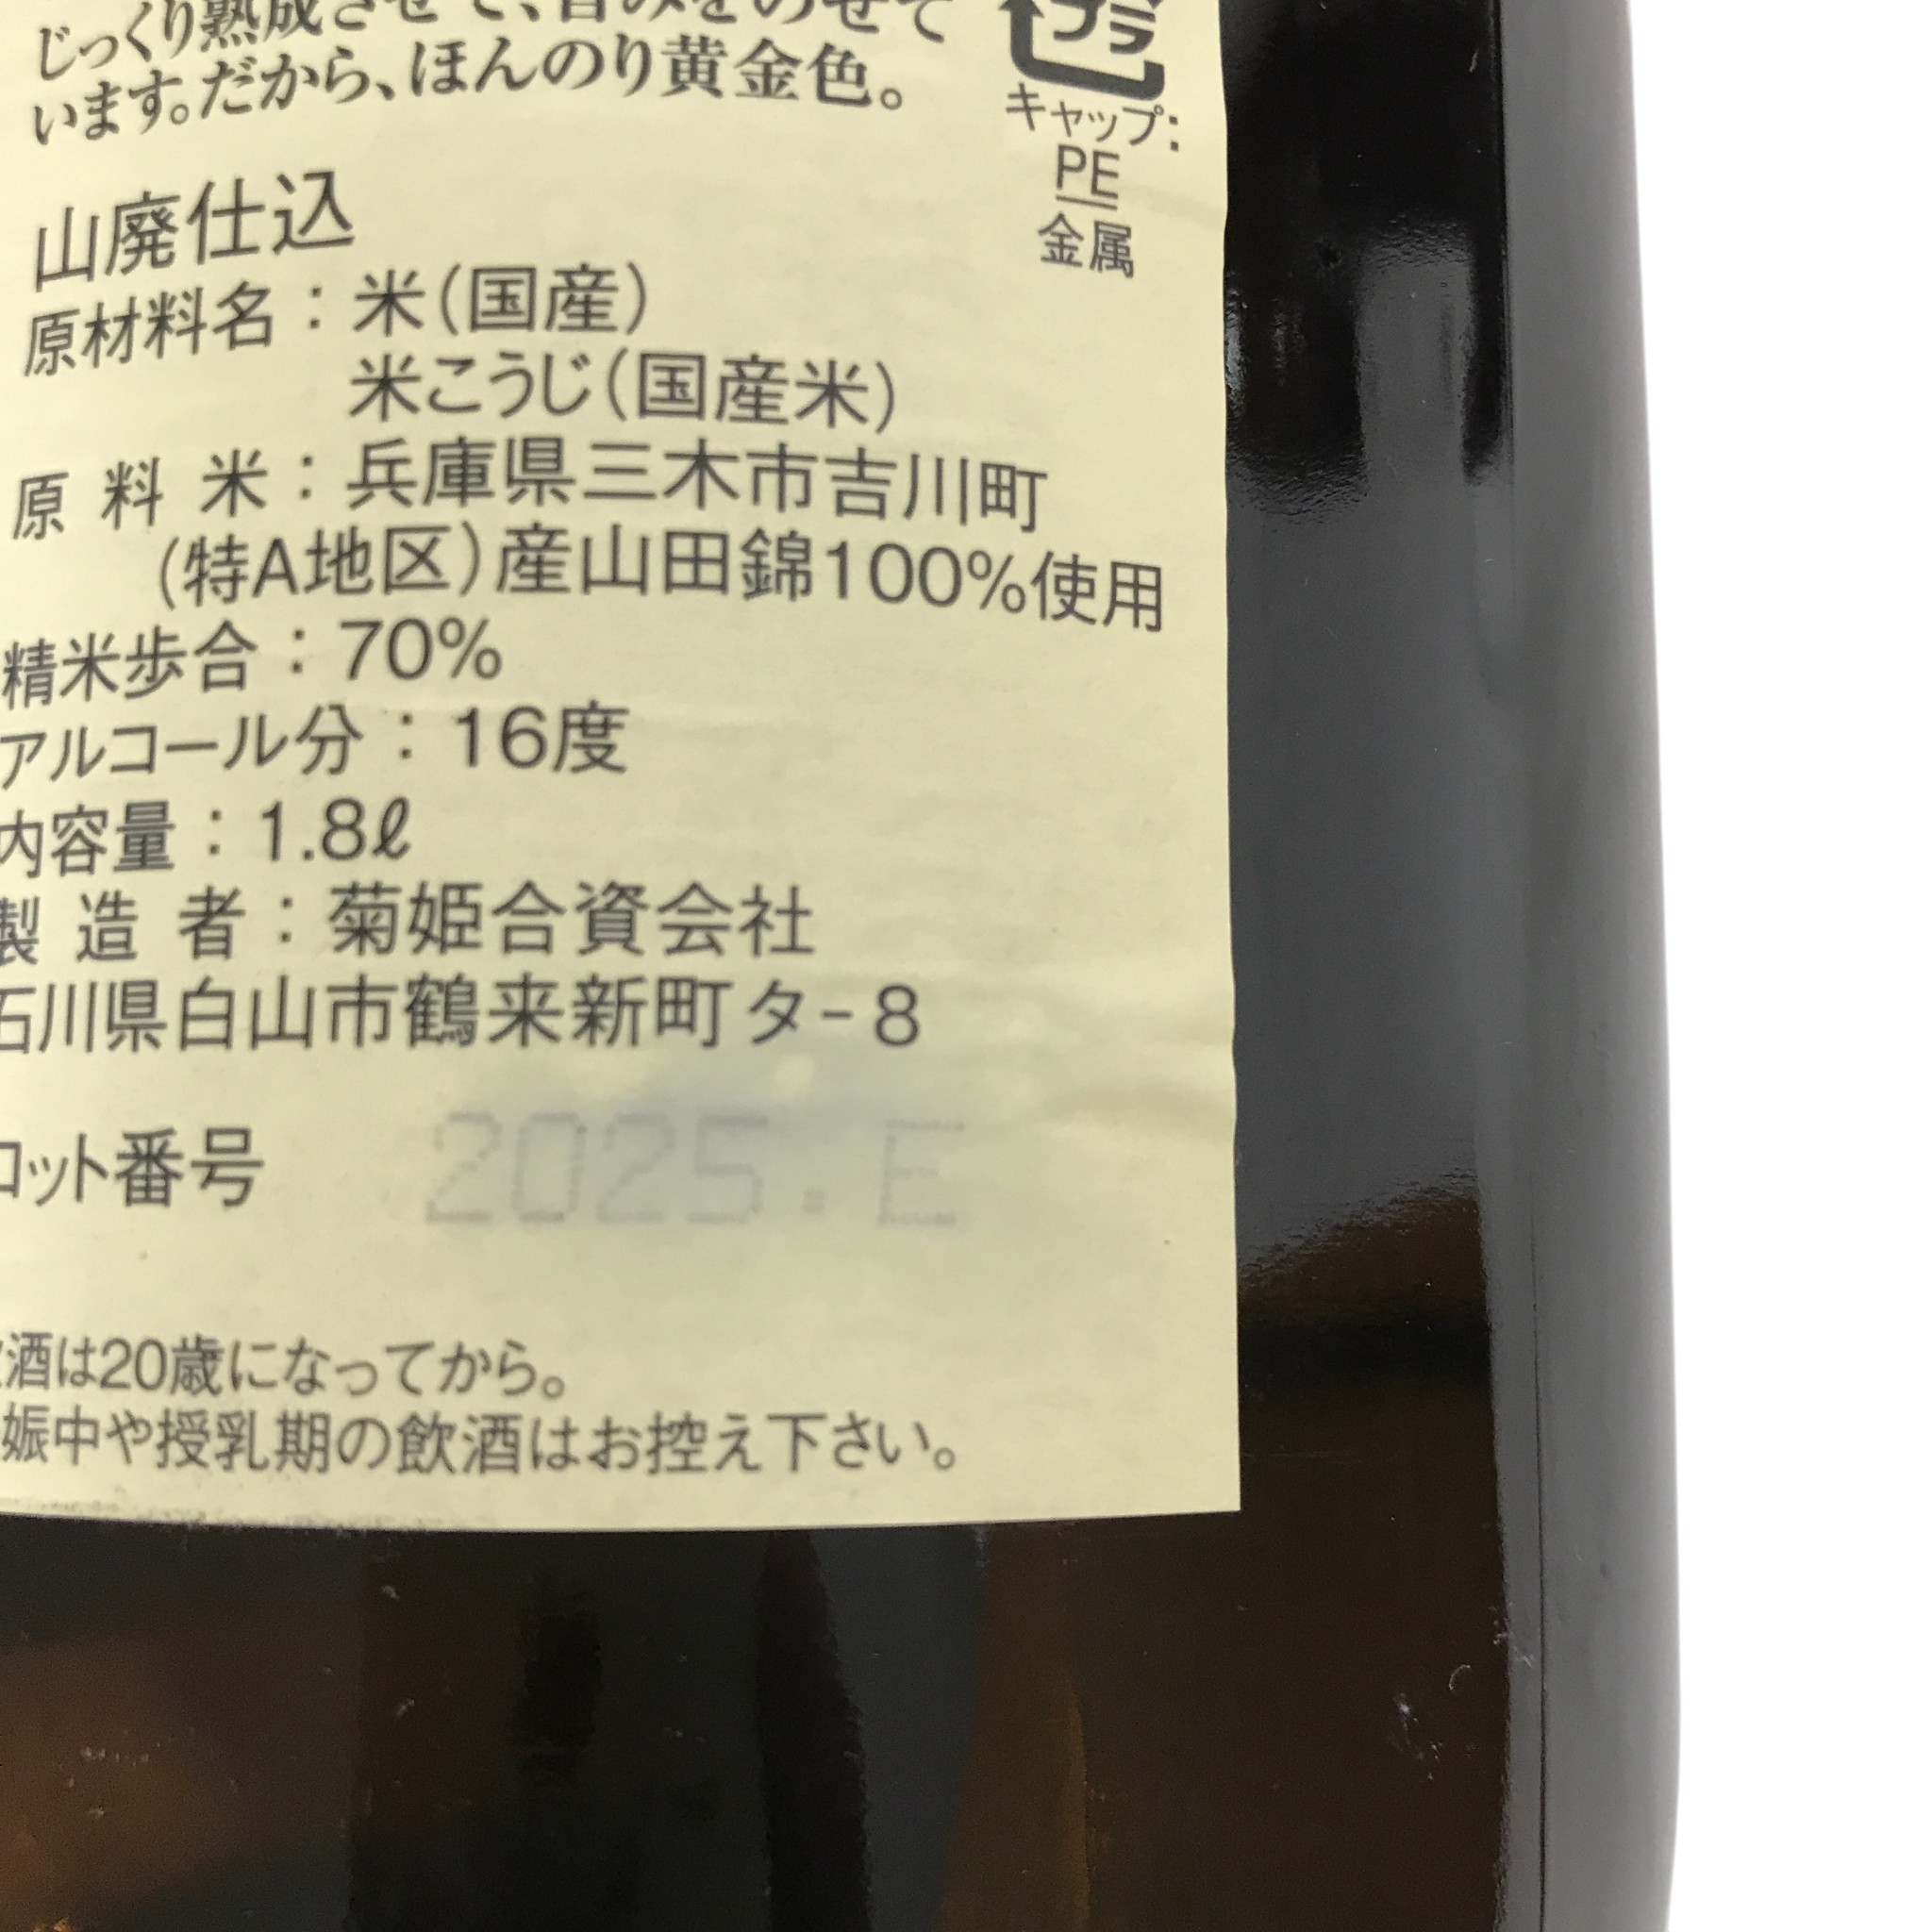 じっくり熟成させて、旨みをのせて
います。だから、ほんのり黄金色。
プラ
キャップ:
PE
金属
山廃仕込
原材料名：米(国産)
米こうじ(国産米)
原料米：兵庫県三木市吉川町
(特A地区)産山田錦100%使用
精米歩合：70%
アルコール分：16度
内容量：1.8ℓ
製造者：菊姫合資会社
石川県白山市鶴来新町タ-8
ロット番号 2025.E
酒は20歳になってから。
娠中や授乳期の飲酒はお控え下さい。